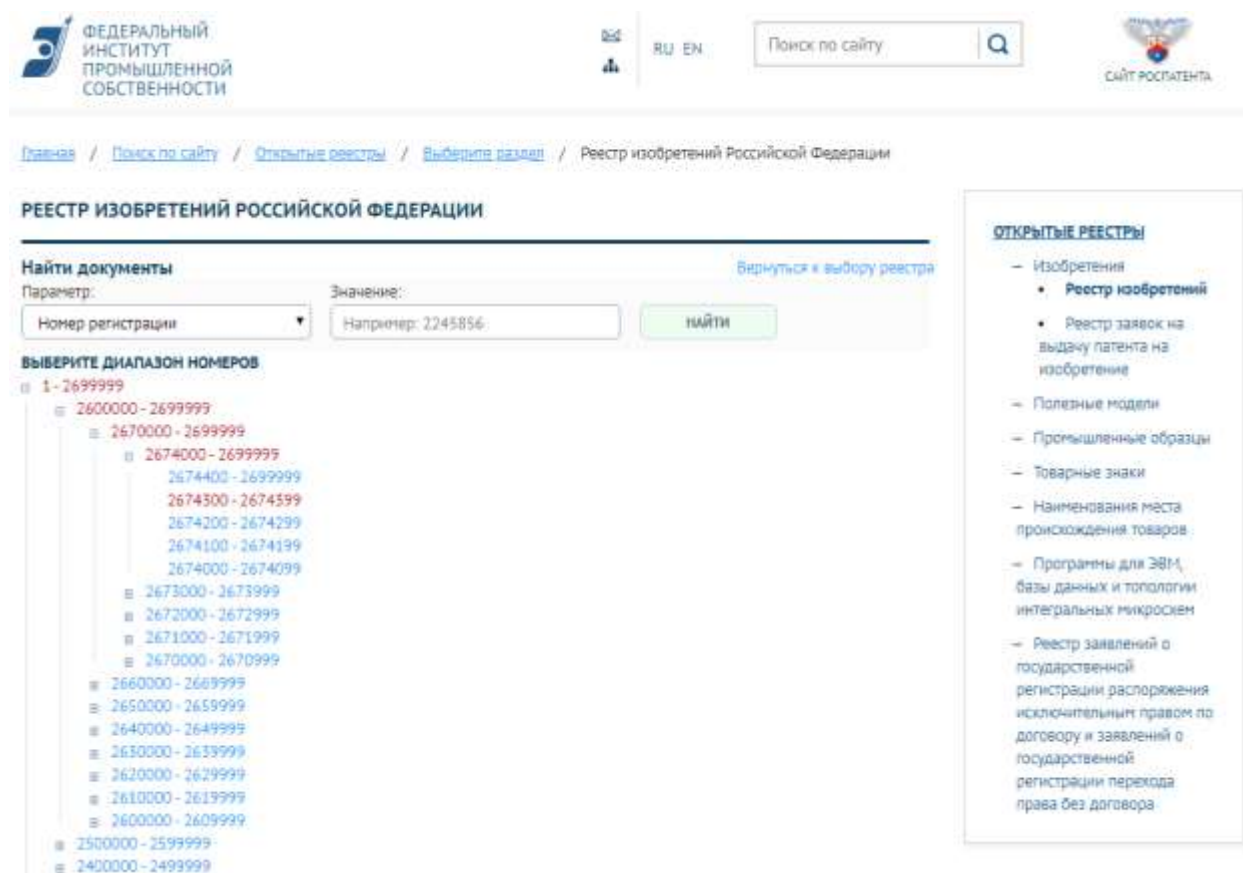 ФЕДЕРАЛЬНЫЙ
ИНСТИТУТ
ПРОМЫШЛЕННОЙ
СОБСТВЕННОСТИ
RU EN
Поиск по сайту
САЙТ РОСПАТЕНТА
Главная / Поиск по сайту / Открытые реестры / Выберите раздел / Реестр изобретений Российской Федерации
РЕЕСТР ИЗОБРЕТЕНИЙ РОССИЙСКОЙ ФЕДЕРАЦИИ
Найти документы
Вернуться к выбору реестра
Параметр:
Значение:
Номер регистрации
Например: 2245856
НАЙТИ
ВЫБЕРИТЕ ДИАПАЗОН НОМЕРОВ
1 - 2699999
2600000 - 2699999
2670000 - 2699999
2674000 - 2699999
2674400 - 2699999
2674300 - 2674399
2674200 - 2674299
2674100 - 2674199
2674000 - 2674099
2673000 - 2673999
2672000 - 2672999
2671000 - 2671999
2670000 - 2670999
2660000 - 2669999
2650000 - 2659999
2640000 - 2649999
2630000 - 2639999
2620000 - 2629999
2610000 - 2619999
2600000 - 2609999
2500000 - 2599999
2400000 - 2499999
ОТКРЫТЫЕ РЕЕСТРЫ
– Изобретения
• Реестр изобретений
• Реестр заявок на
выдачу патента на
изобретение
– Полезные модели
– Промышленные образцы
– Товарные знаки
– Наименования места
происхождения товаров
– Программы для ЭВМ,
базы данных и топологии
интегральных микросхем
– Реестр заявлений о
государственной
регистрации распоряжения
исключительным правом по
договору и заявлений о
государственной
регистрации перехода
права без договора